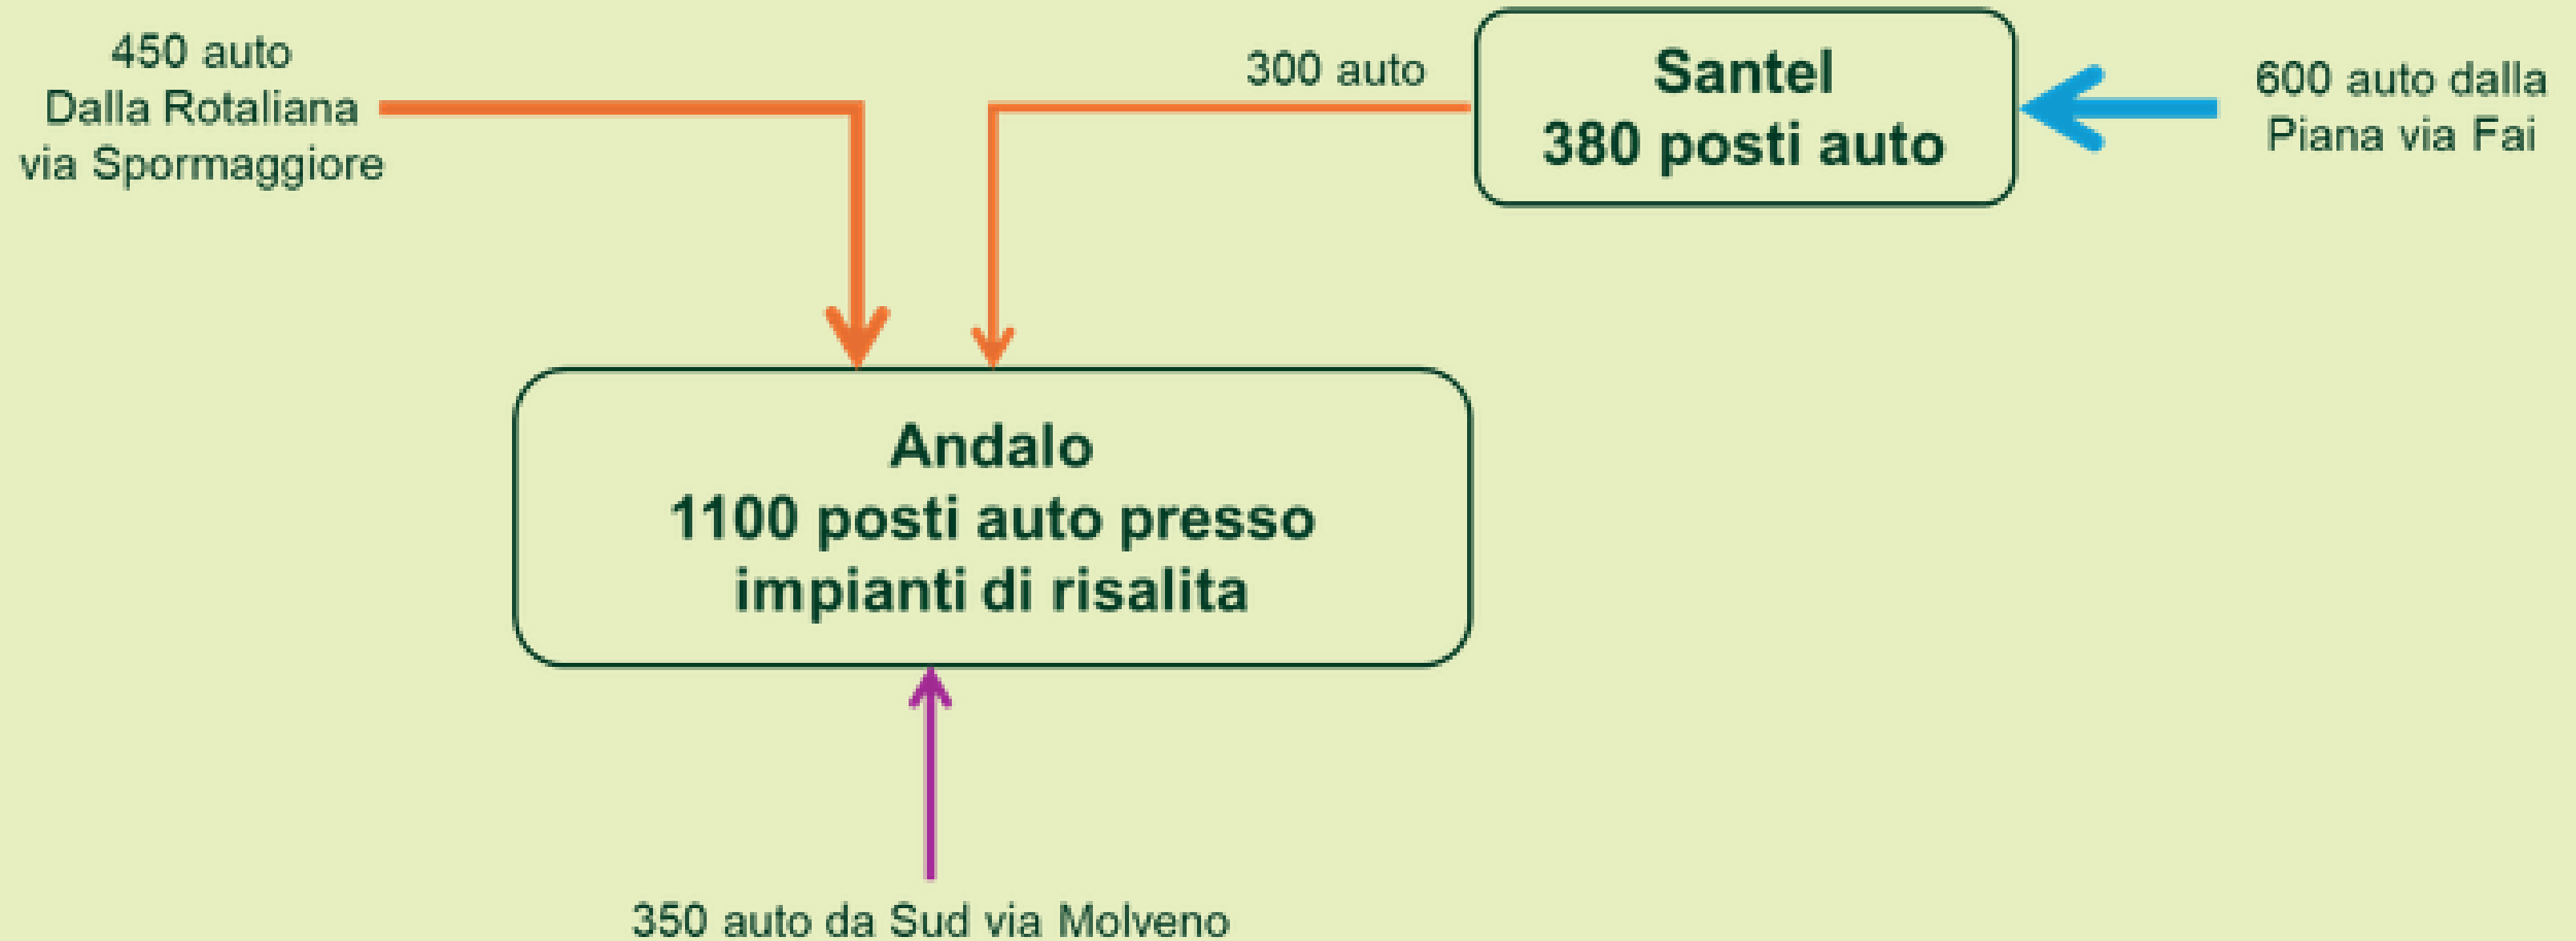 450 auto
Dalla Rotaliana
via Spormaggiore
300 auto
Santel
380 posti auto
600 auto dalla
Piana via Fai
Andalo
1100 posti auto presso
impianti di risalita
350 auto da Sud via Molveno